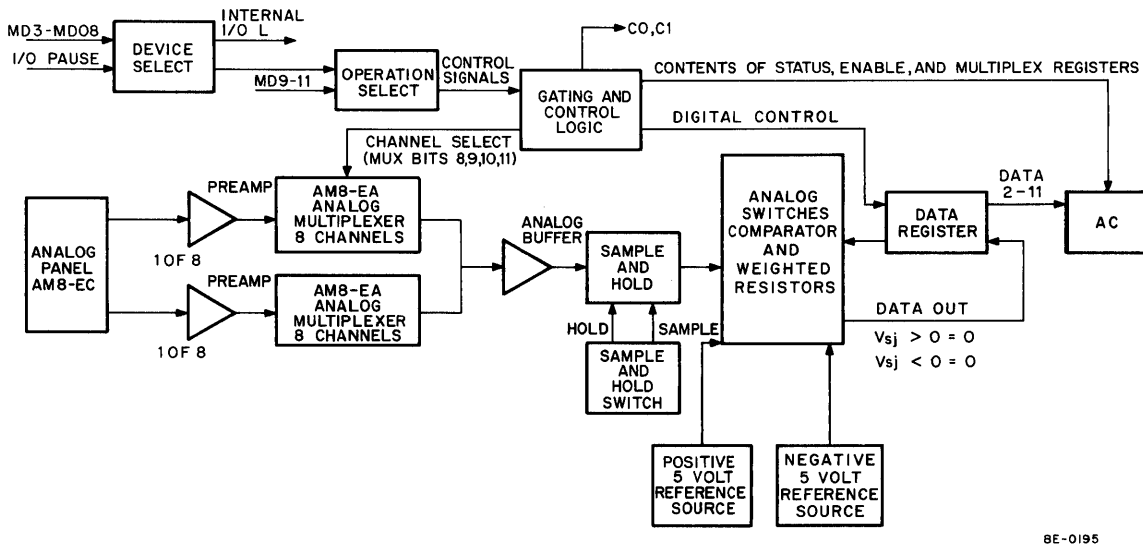 MD3-MD08
I/O PAUSE
DEVICE
SELECT
INTERNAL
I/O L
MD9-11
OPERATION
SELECT
CONTROL
SIGNALS
GATING AND
CONTROL
LOGIC
CO,C1
CONTENTS OF STATUS, ENABLE, AND MULTIPLEX REGISTERS
DIGITAL CONTROL
CHANNEL SELECT
(MUX BITS 8,9,10,11)
ANALOG
PANEL
AM8-EC
PREAMP
1 OF 8
AM8-EA
ANALOG
MULTIPLEXER
8 CHANNELS
PREAMP
1 OF 8
AM8-EA
ANALOG
MULTIPLEXER
8 CHANNELS
ANALOG
BUFFER
SAMPLE
AND
HOLD
HOLD
SAMPLE
SAMPLE
AND
HOLD
SWITCH
ANALOG
SWITCHES
COMPARATOR
AND
WEIGHTED
RESISTORS
DATA
REGISTER
DATA
2-11
AC
DATA OUT
Vsj > 0 = 0
Vsj < 0 = 0
POSITIVE
5 VOLT
REFERENCE
SOURCE
NEGATIVE
5 VOLT
REFERENCE
SOURCE
8E-0195